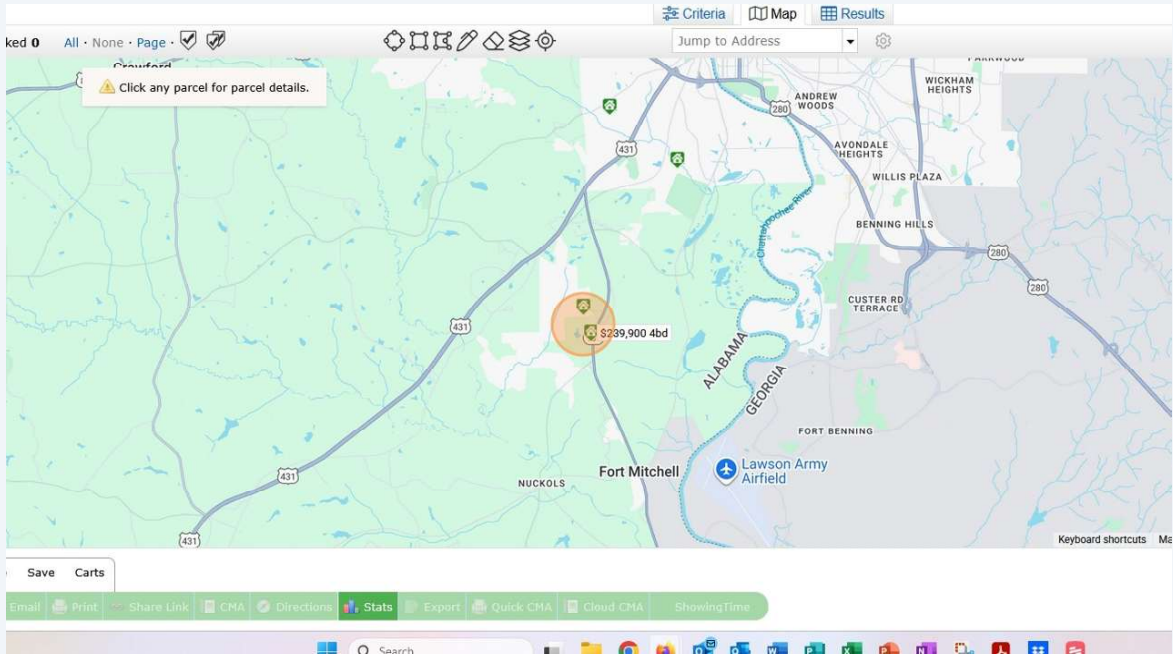 Criteria Map Results
ked 0 All · None · Page ·
Jump to Address
Crawford
Click any parcel for parcel details.
WICKHAM
HEIGHTS
ANDREW
WOODS
280
431
AVONDALE
HEIGHTS
WILLIS PLAZA
Chattahoochee River
BENNING HILLS
280
280
CUSTER RD
TERRACE
431
$239,900 4bd
ALABAMA
GEORGIA
FORT BENNING
Fort Mitchell
Lawson Army
Airfield
431
NUCKOLS
431
Keyboard shortcuts Ma
Save Carts
Email Print Share Link CMA Directions Stats Export Quick CMA Cloud CMA ShowingTime
Search